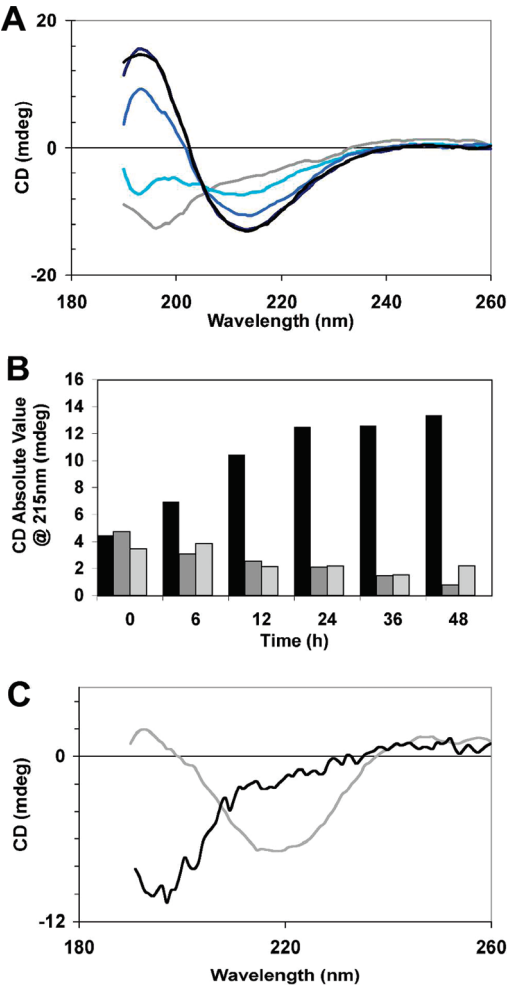 A
20
0
-20
CD (mdeg)
180 200 220 240 260
Wavelength (nm)
B
16
14
12
10
8
6
4
2
0
CD Absolute Value
@ 215nm (mdeg)
0 6 12 24 36 48
Time (h)
C
0
-12
CD (mdeg)
180 220 260
Wavelength (nm)